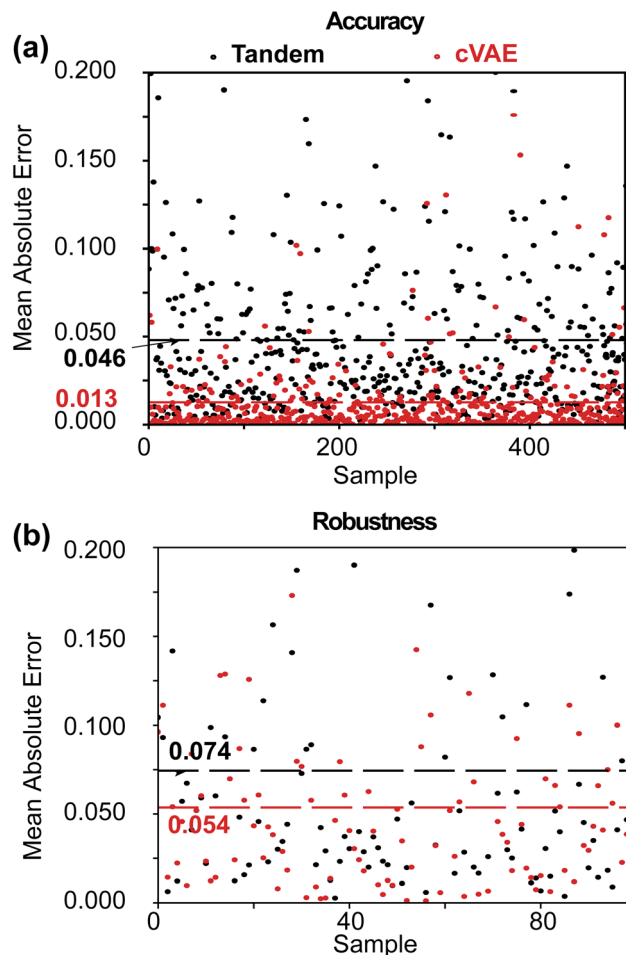 Accuracy
(a)
Tandem cVAE
0.200
0.150
0.100
0.050
0.046
0.013
0.000
Mean Absolute Error
0 200 400
Sample
Robustness
(b)
0.200
0.150
0.100
0.074
0.050
0.054
0.000
Mean Absolute Error
0 40 80
Sample